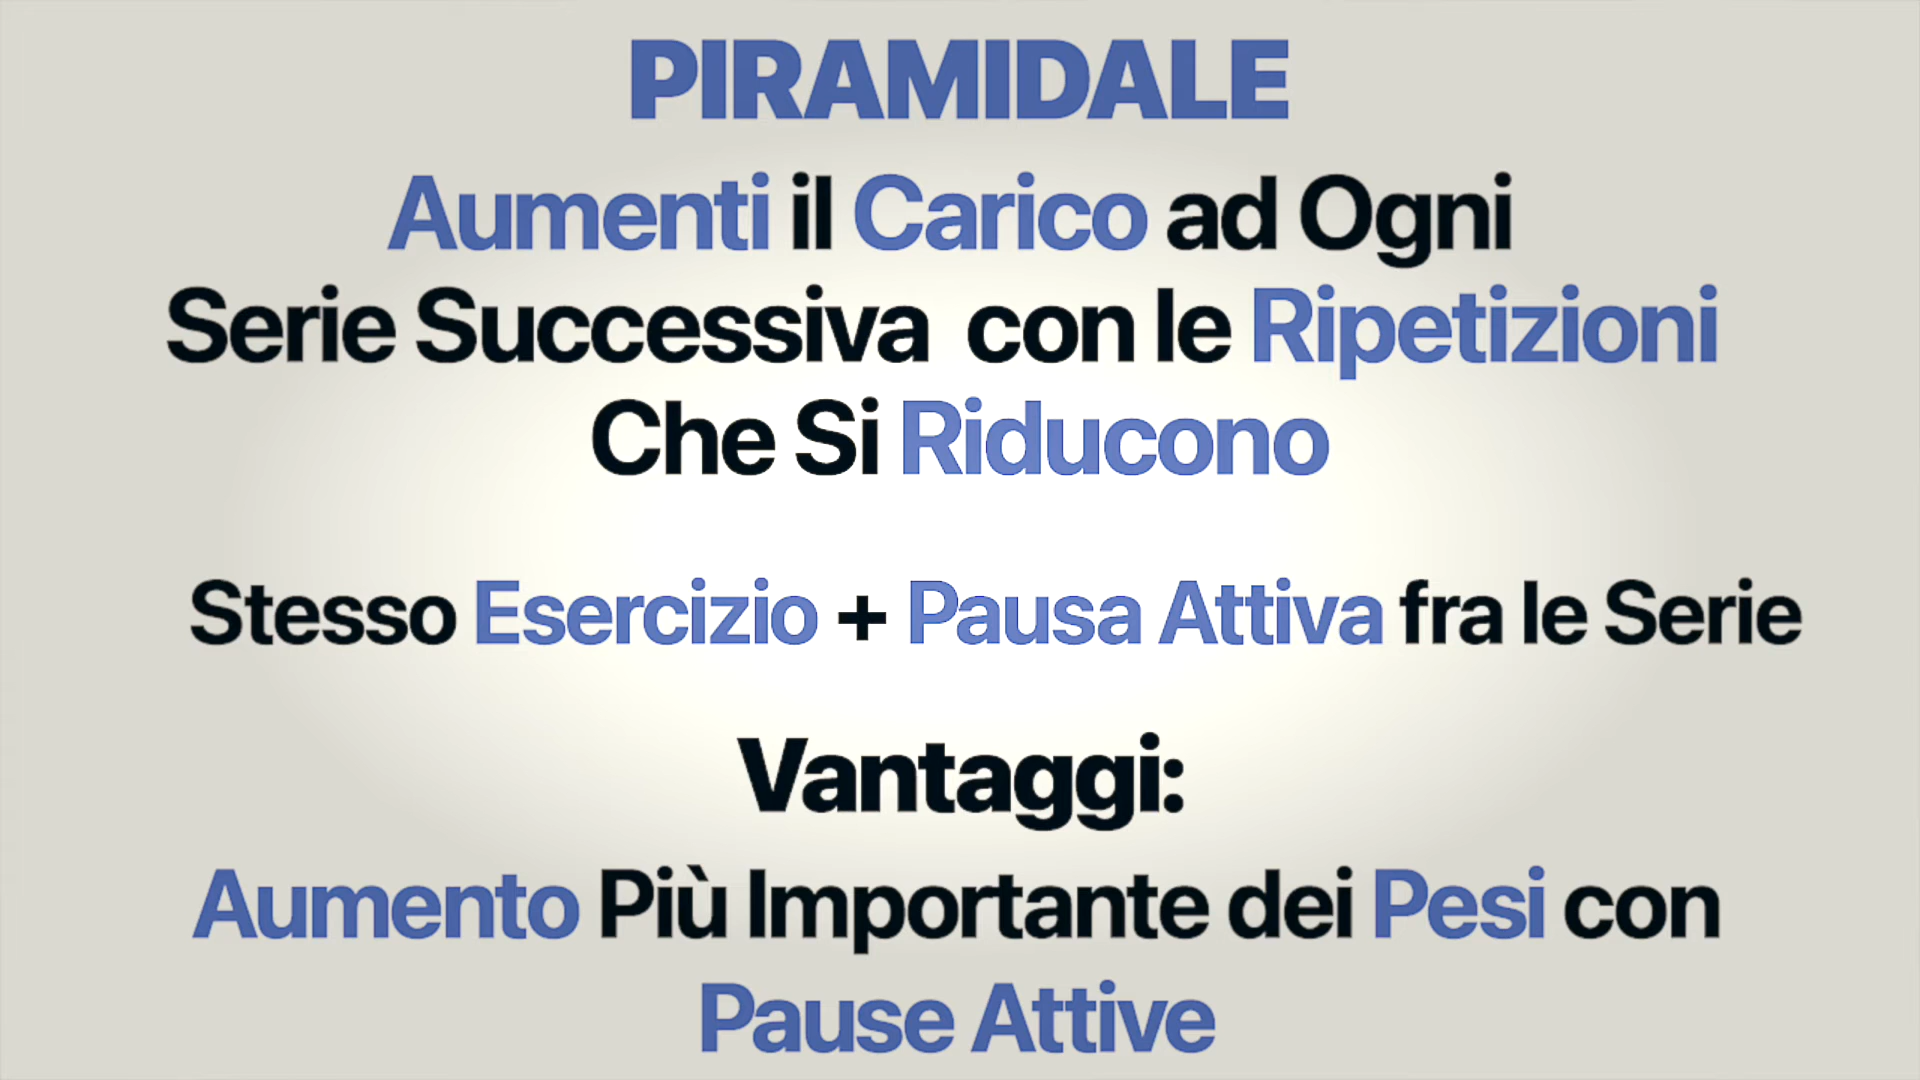 PIRAMIDALE
Aumenti il Carico ad Ogni
Serie Successiva con le Ripetizioni
Che Si Riducono
Stesso Esercizio + Pausa Attiva fra le Serie
Vantaggi:
Aumento Più Importante dei Pesi con
Pause Attive